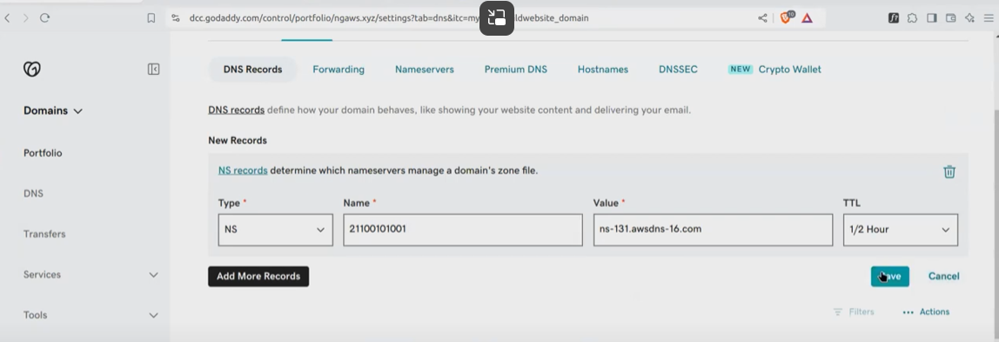 dcc.godaddy.com/control/portfolio/ngaws.xyz/settings?tab=dns&itc=my ldwebsite_domain
DNS Records Forwarding Nameservers Premium DNS Hostnames DNSSEC NEW Crypto Wallet
Domains
DNS records define how your domain behaves, like showing your website content and delivering your email.
New Records
Portfolio
NS records determine which nameservers manage a domain's zone file.
DNS
Type * Name * Value * TTL
NS 21100101001 ns-131.awsdns-16.com 1/2 Hour
Transfers
Services
Add More Records ave Cancel
Tools
Filters ••• Actions